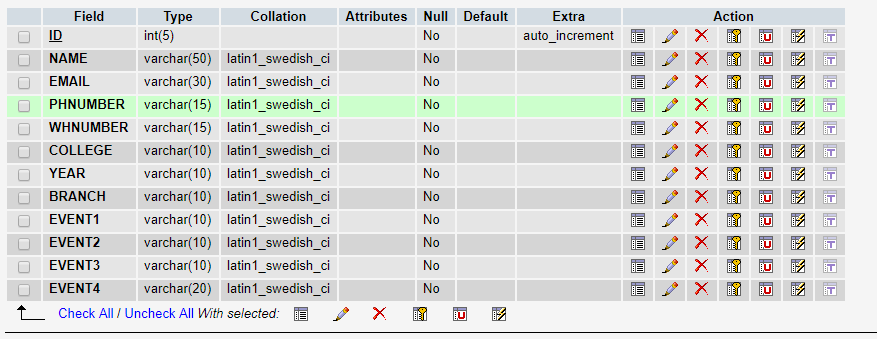 Field Type Collation Attributes Null Default Extra Action
ID int(5) No auto_increment
NAME varchar(50) latin1_swedish_ci No
EMAIL varchar(30) latin1_swedish_ci No
PHNUMBER varchar(15) latin1_swedish_ci No
WHNUMBER varchar(15) latin1_swedish_ci No
COLLEGE varchar(10) latin1_swedish_ci No
YEAR varchar(10) latin1_swedish_ci No
BRANCH varchar(10) latin1_swedish_ci No
EVENT1 varchar(10) latin1_swedish_ci No
EVENT2 varchar(10) latin1_swedish_ci No
EVENT3 varchar(10) latin1_swedish_ci No
EVENT4 varchar(20) latin1_swedish_ci No
Check All / Uncheck All With selected: